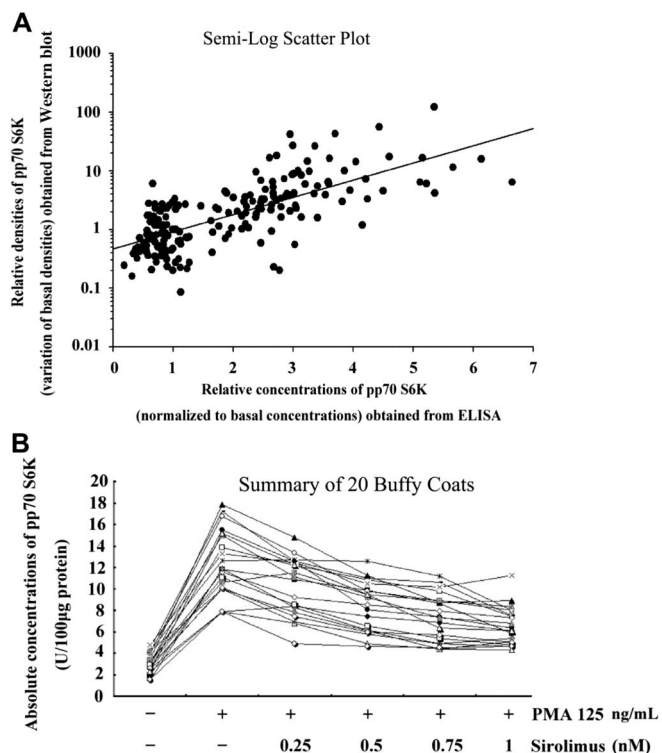 A
Semi-Log Scatter Plot
Relative densities of pp70 S6K
(variation of basal densities) obtained from Western blot
1000
100
10
1
0.1
0.01
0 1 2 3 4 5 6 7
Relative concentrations of pp70 S6K
(normalized to basal concentrations) obtained from ELISA
B
Summary of 20 Buffy Coats
Absolute concentrations of pp70 S6K
(U/100µg protein)
20
18
16
14
12
10
8
6
4
2
0
− + + + + + PMA 125 ng/mL
− − 0.25 0.5 0.75 1 Sirolimus (nM)